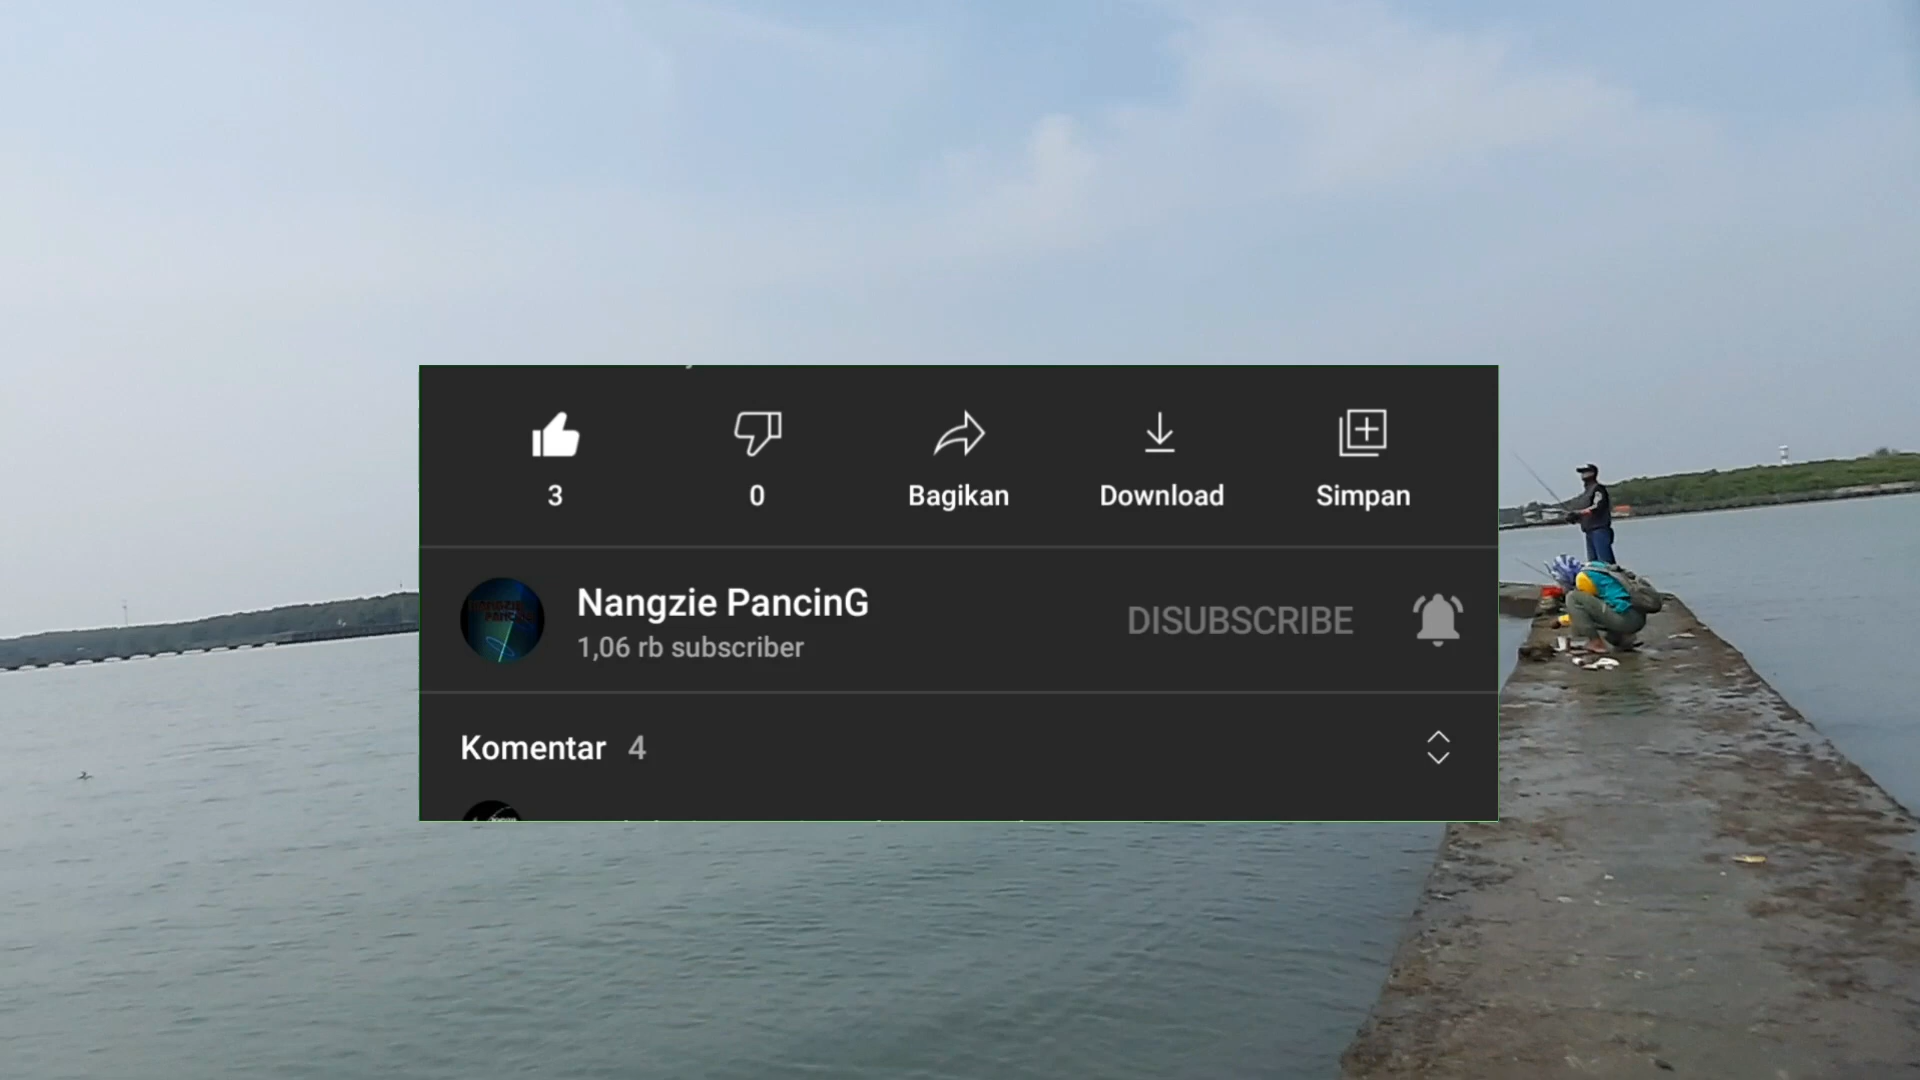 3
0
Bagikan
Download
Simpan
Nangzie PancinG
1,06 rb subscriber
DISUBSCRIBE
Komentar 4